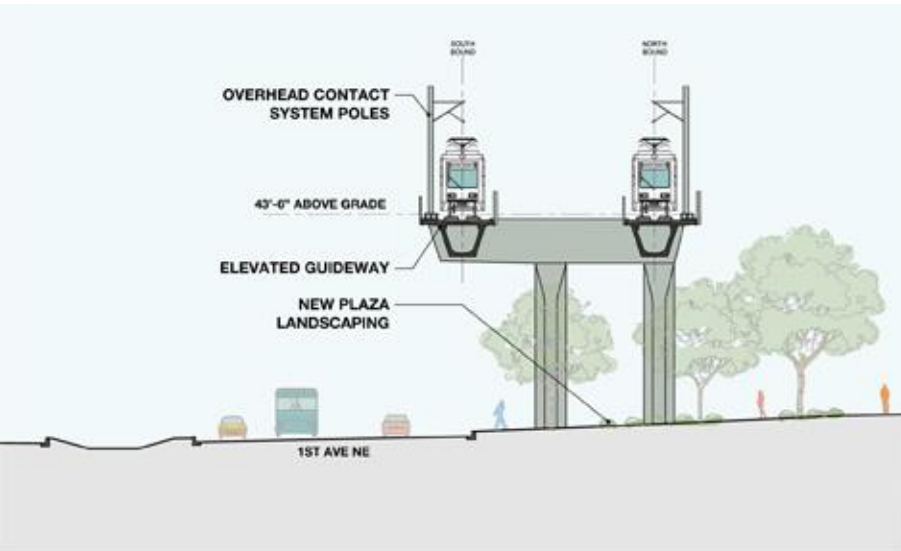 SOUTH
BOUND
NORTH
BOUND
OVERHEAD CONTACT
SYSTEM POLES
43'-6" ABOVE GRADE
ELEVATED GUIDEWAY
NEW PLAZA
LANDSCAPING
1ST AVE NE